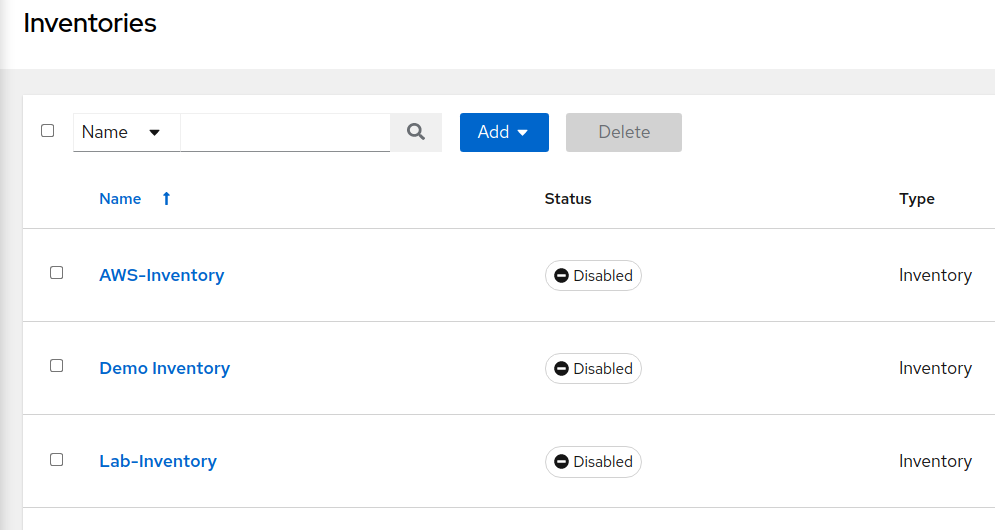 Inventories
Name Add Delete
Name Status Type
AWS-Inventory Disabled Inventory
Demo Inventory Disabled Inventory
Lab-Inventory Disabled Inventory